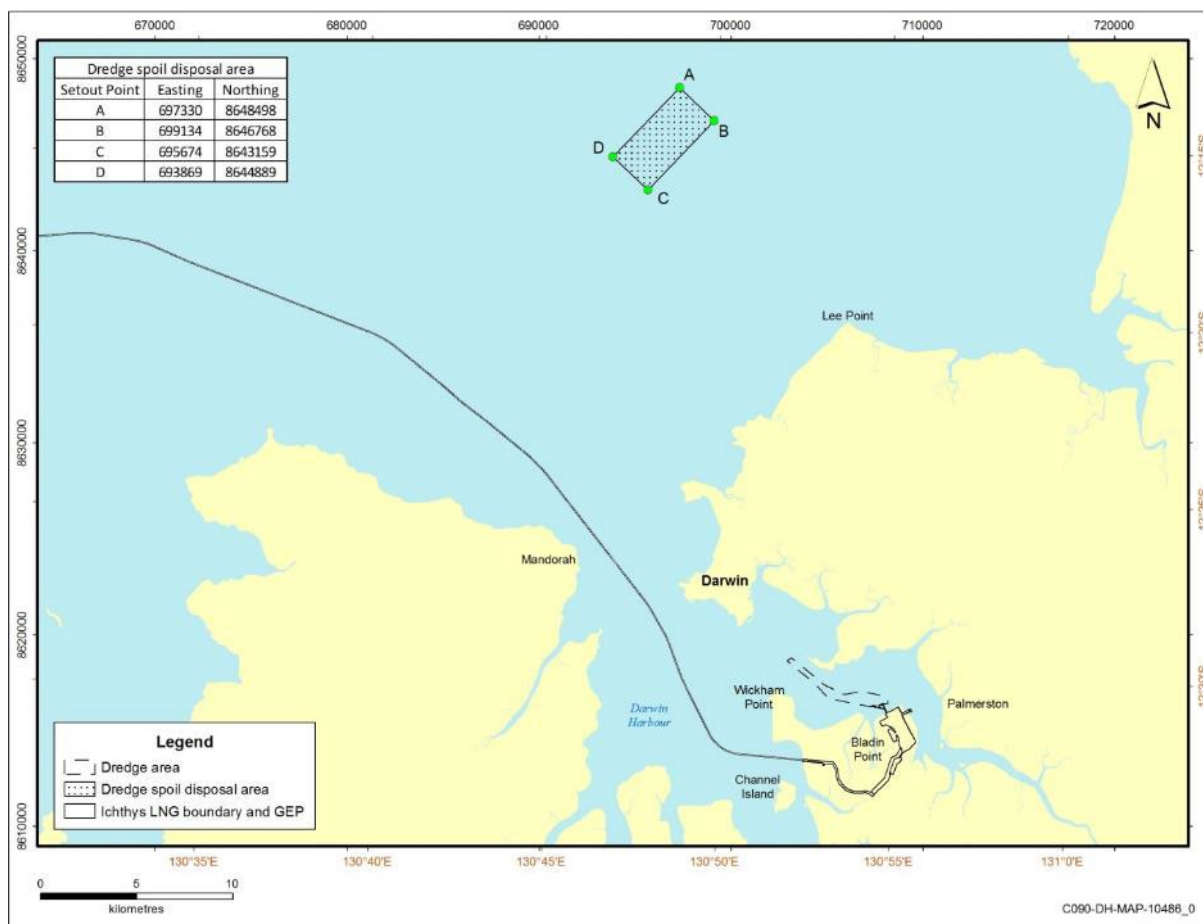 670000 680000 690000 700000 710000 720000
8650000
8640000
8630000
8620000
8610000
Dredge spoil disposal area
Setout Point Easting Northing
A 697330 8648498
B 699134 8646768
C 695674 8643159
D 693869 8644889
A
B
C
D
N
Lee Point
Mandorah
Darwin
Wickham
Point
Palmerston
Darwin
Harbour
Bladin
Point
Channel
Island
Legend
Dredge area
Dredge spoil disposal area
Ichthys LNG boundary and GEP
130°35'E 130°40'E 130°45'E 130°50'E 130°55'E 131°0'E
0 5 10
kilometres
C090-DH-MAP-10486_0